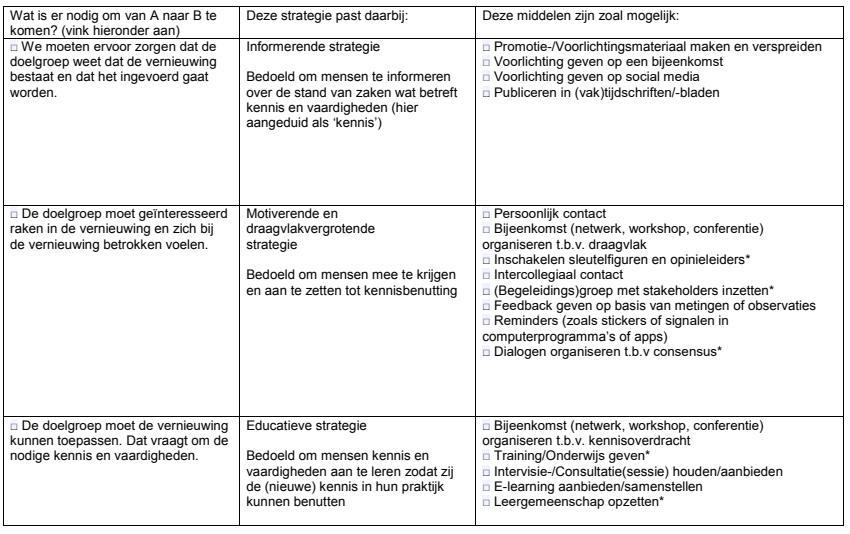 Wat is er nodig om van A naar B te
komen? (vink hieronder aan)
Deze strategie past daarbij:
Deze middelen zijn zoal mogelijk:
□ We moeten ervoor zorgen dat de
doelgroep weet dat de vernieuwing
bestaat en dat het ingevoerd gaat
worden.
Informerende strategie
Bedoeld om mensen te informeren
over de stand van zaken wat betreft
kennis en vaardigheden (hier
aangeduid als ‘kennis’)
□ Promotie-/Voorlichtingsmateriaal maken en verspreiden
□ Voorlichting geven op een bijeenkomst
□ Voorlichting geven op social media
□ Publiceren in (vak)tijdschriften/-bladen
□ De doelgroep moet geïnteresseerd
raken in de vernieuwing en zich bij
de vernieuwing betrokken voelen.
Motiverende en
draagvlakvergrotende
strategie
Bedoeld om mensen mee te krijgen
en aan te zetten tot kennisbenutting
□ Persoonlijk contact
□ Bijeenkomst (netwerk, workshop, conferentie)
organiseren t.b.v. draagvlak
□ Inschakelen sleutelfiguren en opinieleiders*
□ Intercollegiaal contact
□ (Begeleidings)groep met stakeholders inzetten*
□ Feedback geven op basis van metingen of observaties
□ Reminders (zoals stickers of signalen in
computerprogramma’s of apps)
□ Dialogen organiseren t.b.v consensus*
□ De doelgroep moet de vernieuwing
kunnen toepassen. Dat vraagt om de
nodige kennis en vaardigheden.
Educatieve strategie
Bedoeld om mensen kennis en
vaardigheden aan te leren zodat zij
de (nieuwe) kennis in hun praktijk
kunnen benutten
□ Bijeenkomst (netwerk, workshop, conferentie)
organiseren t.b.v. kennisoverdracht
□ Training/Onderwijs geven*
□ Intervisie-/Consultatie(sessie) houden/aanbieden
□ E-learning aanbieden/samenstellen
□ Leergemeenschap opzetten*